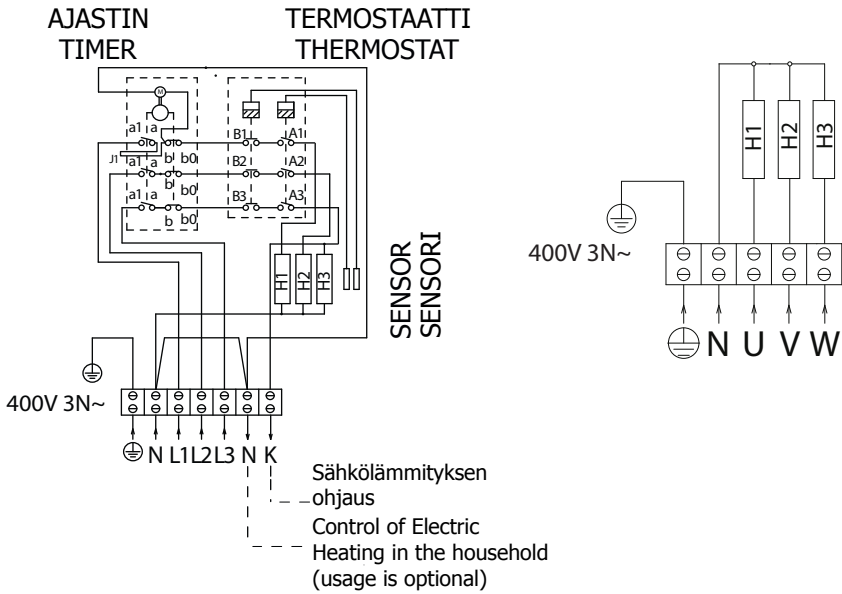 AJASTIN
TIMER
TERMOSTAATTI
THERMOSTAT
M
a1 a
B1
A1
J1
b b0
a1 a
B2
A2
b b0
a1 a
B3
A3
b b0
H1
H2
H3
SENSOR
SENSORI
400V 3N~
N L1 L2 L3 N K
Sähkölämmityksen
ohjaus
Control of Electric
Heating in the household
(usage is optional)
H1
H2
H3
400V 3N~
N U V W